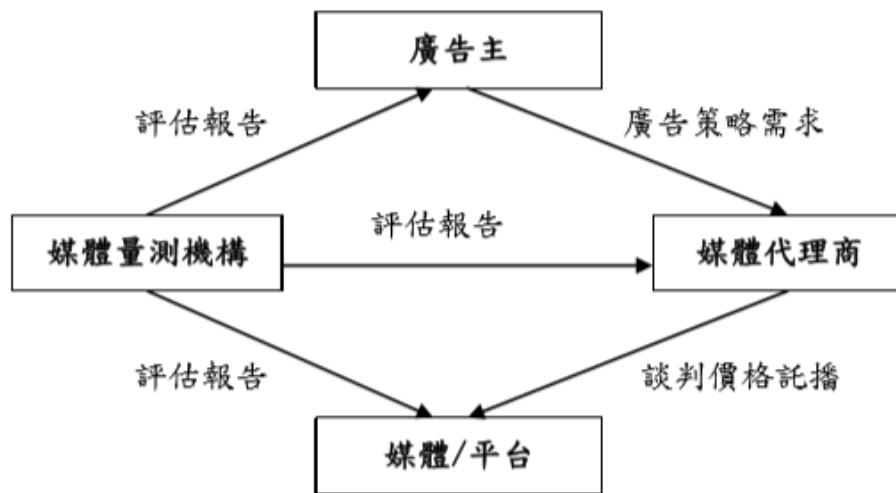 廣告主
評估報告
廣告策略需求
評估報告
媒體量測機構
媒體代理商
評估報告
談判價格託播
媒體/平台